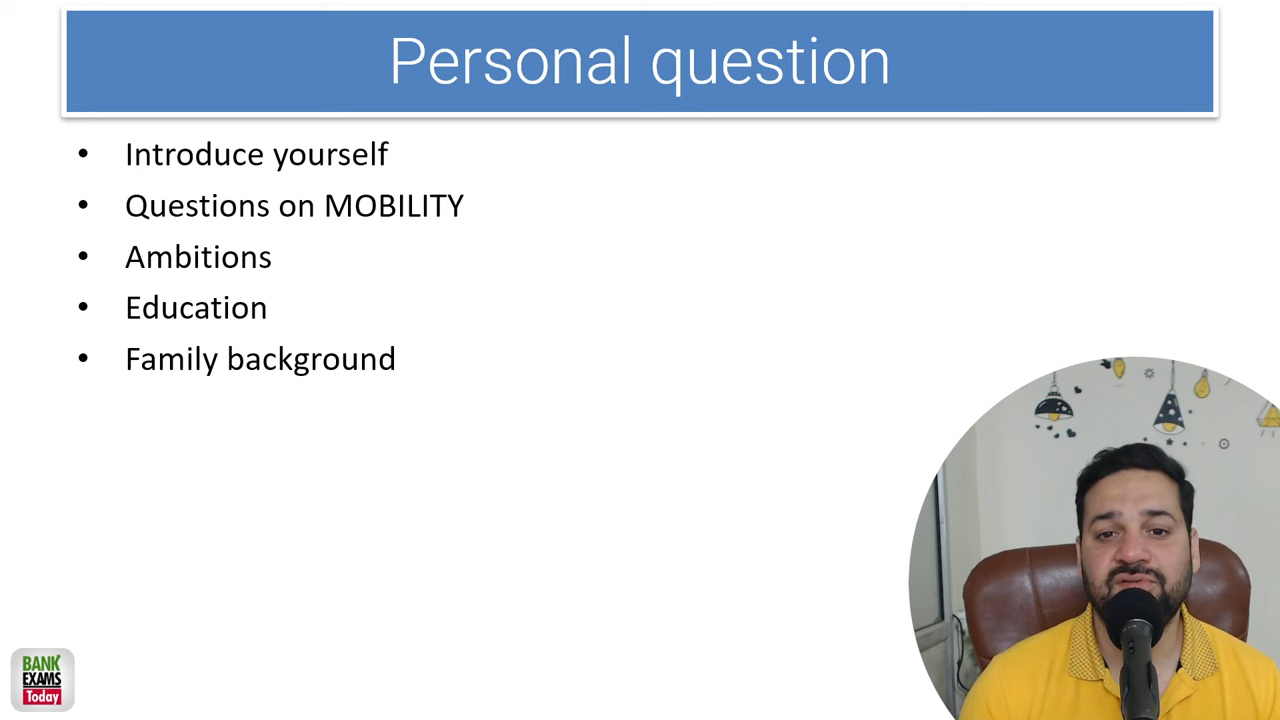 Personal question
• Introduce yourself
• Questions on MOBILITY
• Ambitions
• Education
• Family background
BANK
EXAMS
Today